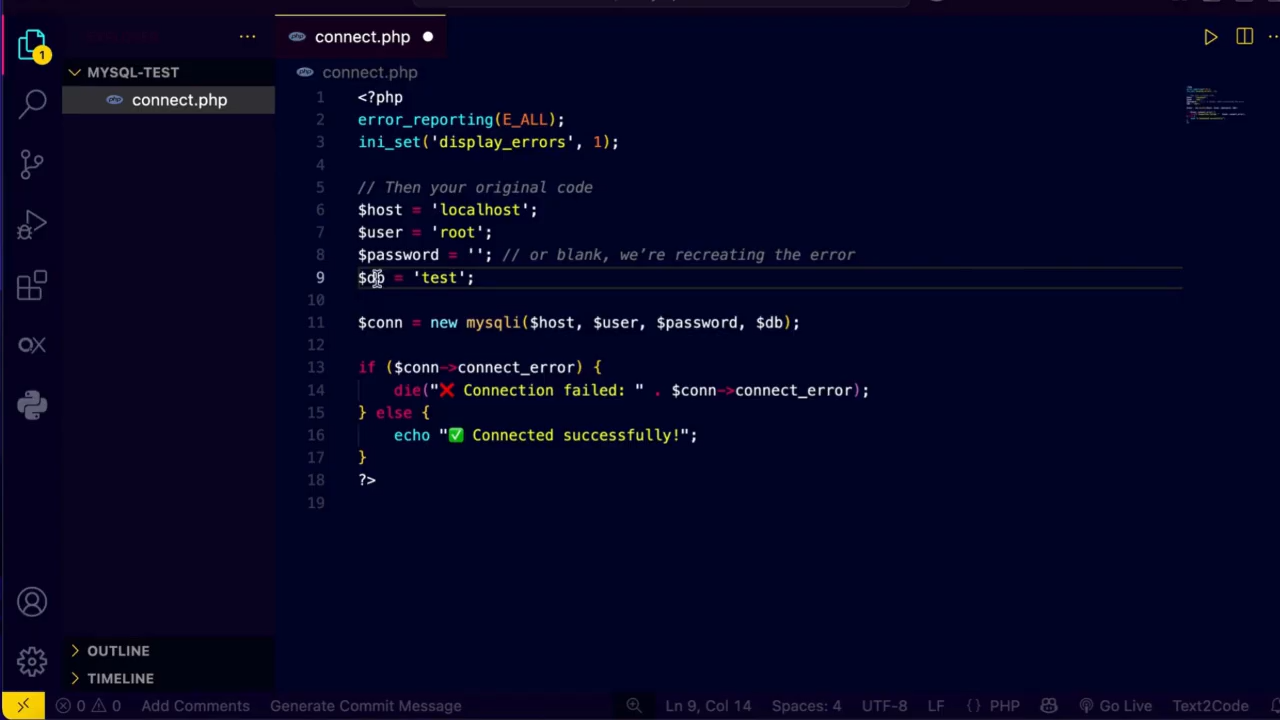 1
connect.php
MYSQL-TEST
connect.php
connect.php
1 <?php
2 error_reporting(E_ALL);
3 ini_set('display_errors', 1);
4
5 // Then your original code
6 $host = 'localhost';
7 $user = 'root';
8 $password = ''; // or blank, we’re recreating the error
9 $db = 'test';
10
11 $conn = new mysqli($host, $user, $password, $db);
12
13 if ($conn->connect_error) {
14 die("❌ Connection failed: " . $conn->connect_error);
15 } else {
16 echo "✅ Connected successfully!";
17 }
18 ?>
19
OUTLINE
TIMELINE
0 0 Add Comments Generate Commit Message Ln 9, Col 14 Spaces: 4 UTF-8 LF {} PHP Go Live Text2Code